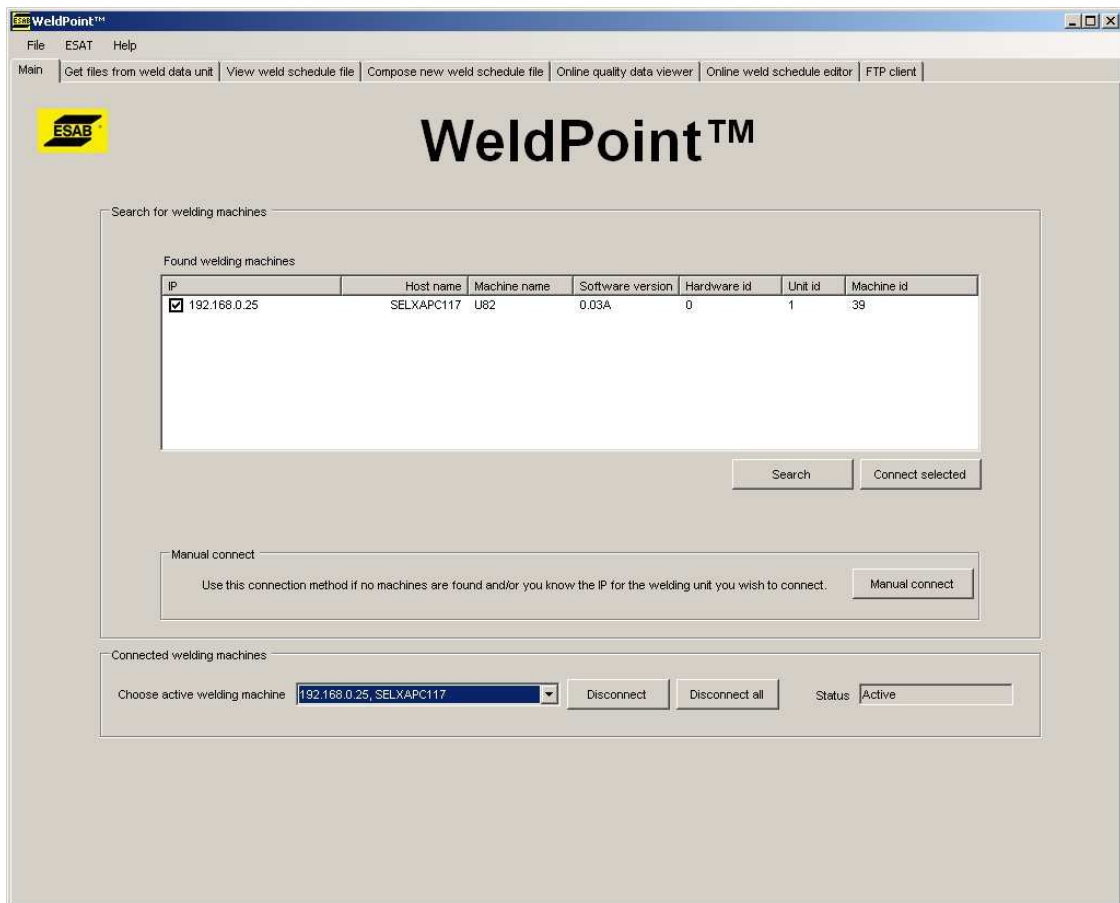 ESAB WeldPoint™
File ESAT Help
Main Get files from weld data unit View weld schedule file Compose new weld schedule file Online quality data viewer Online weld schedule editor FTP client
ESAB
WeldPoint™
Search for welding machines
Found welding machines
IP Host name Machine name Software version Hardware id Unit id Machine id
192.168.0.25 SELXAPC117 U82 0.03A 0 1 39
Search Connect selected
Manual connect
Use this connection method if no machines are found and/or you know the IP for the welding unit you wish to connect. Manual connect
Connected welding machines
Choose active welding machine 192.168.0.25, SELXAPC117 Disconnect Disconnect all Status Active